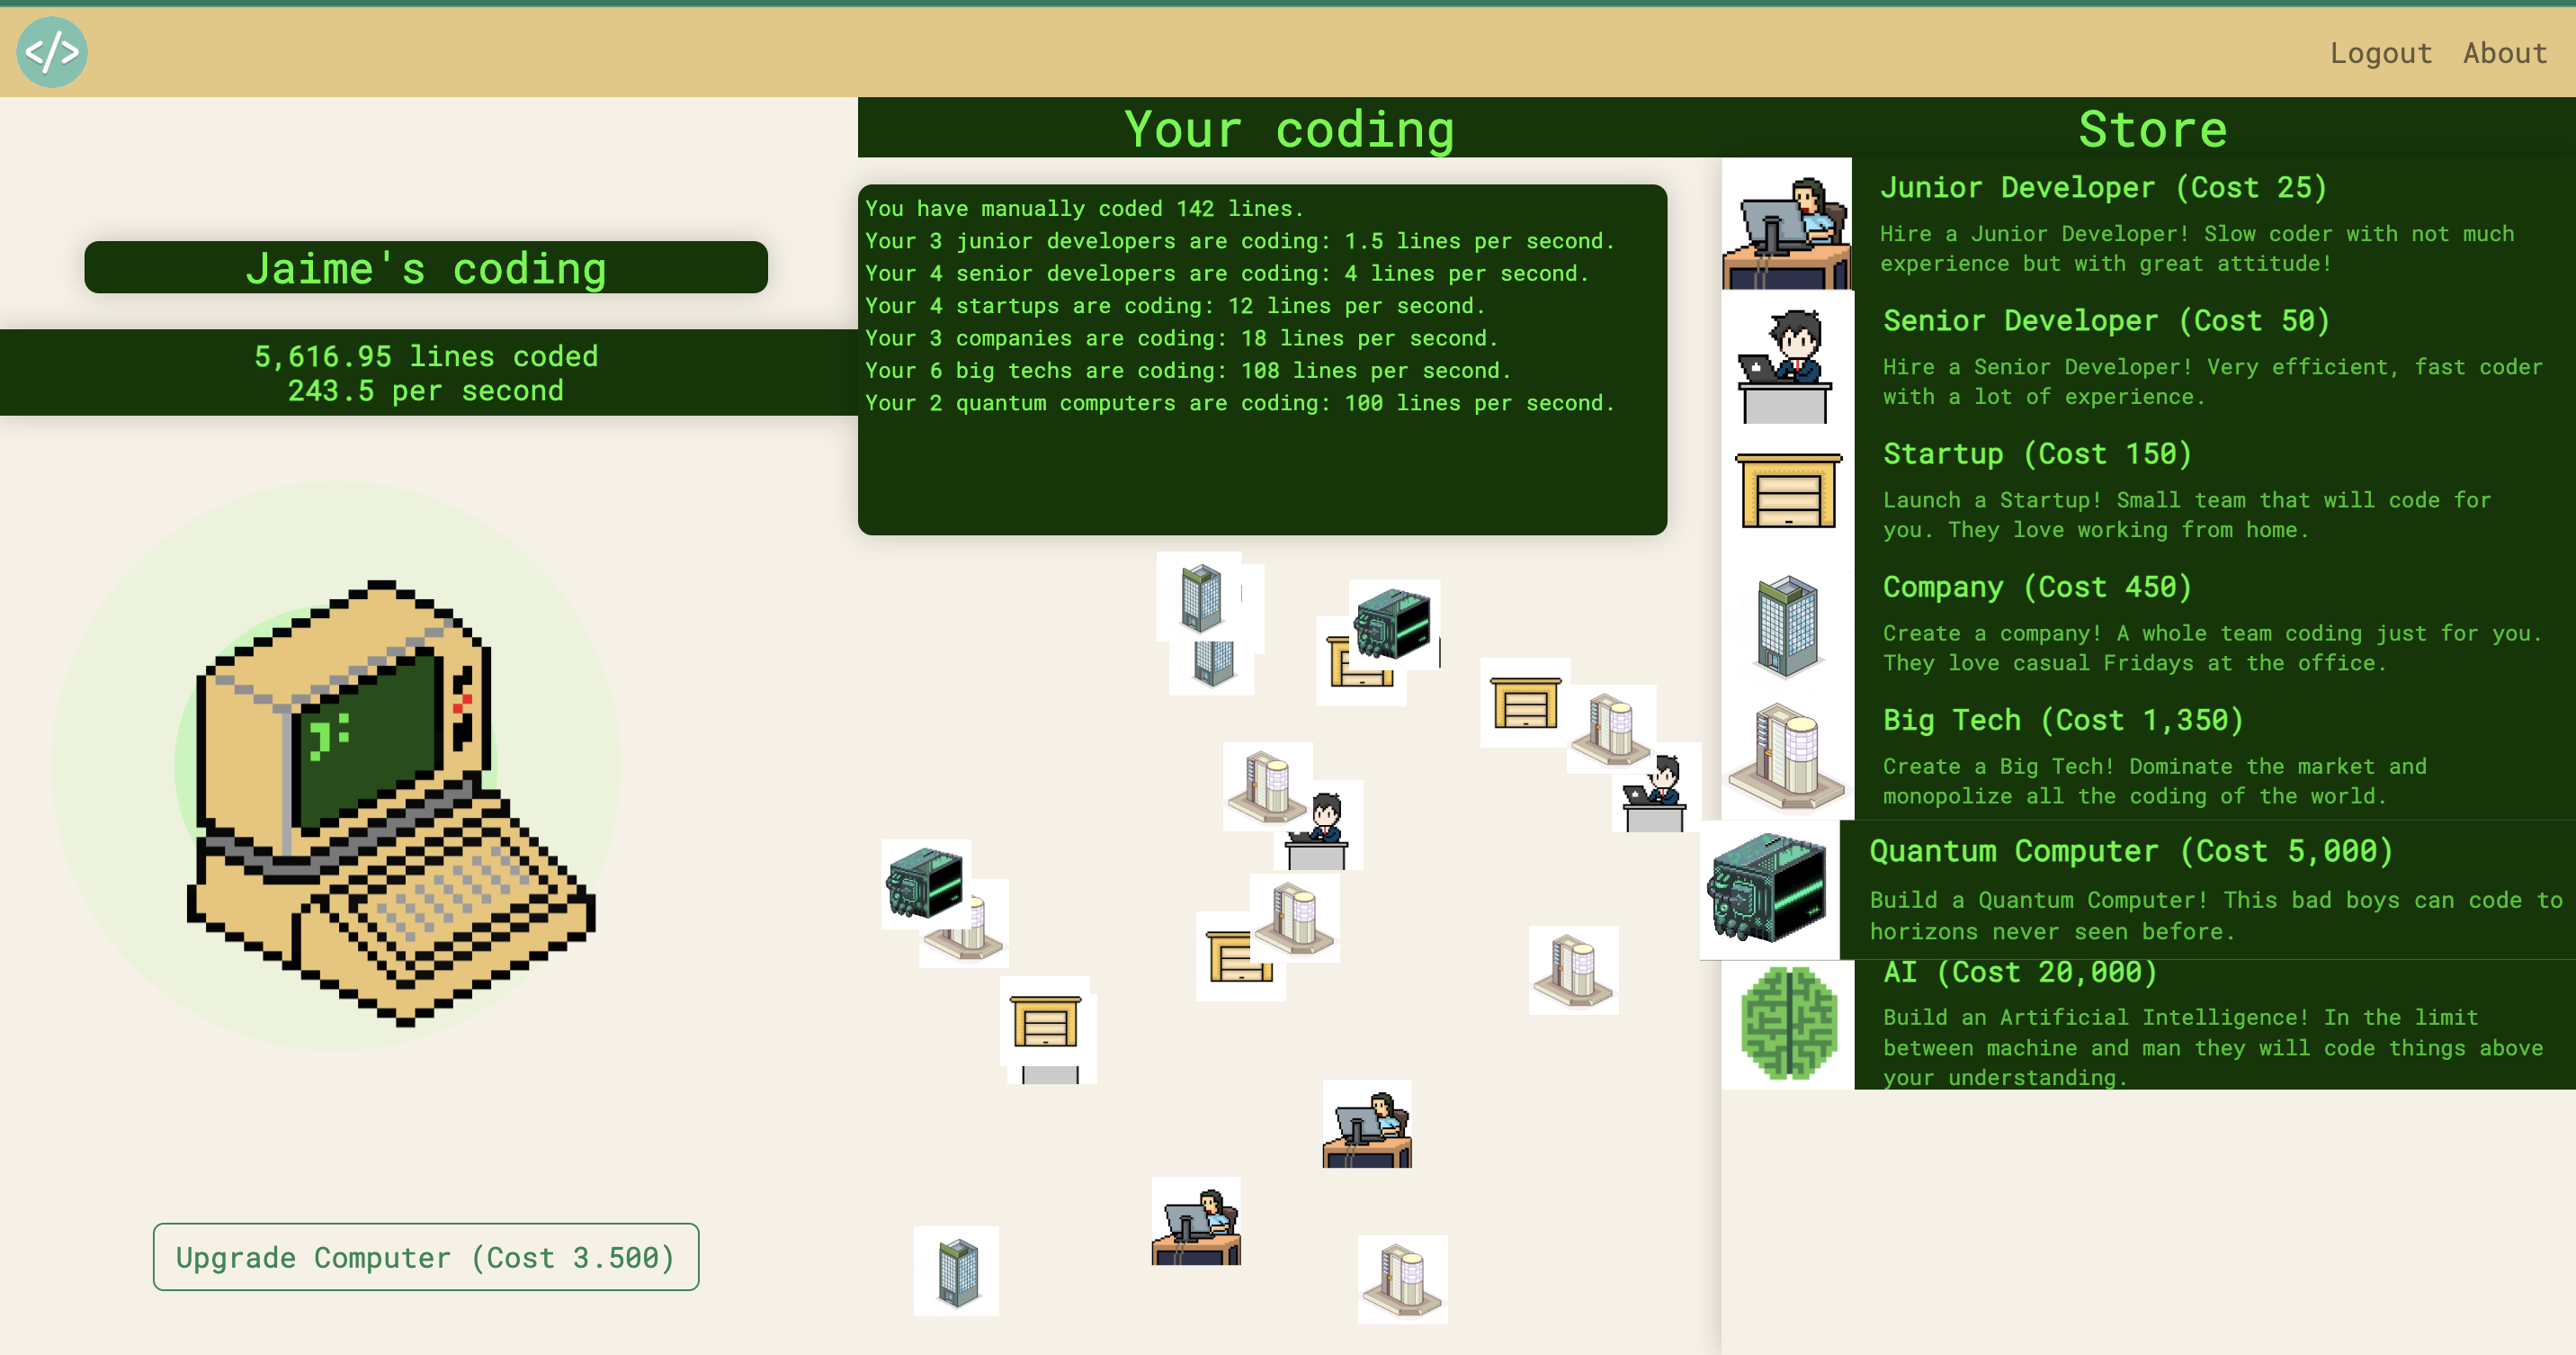 </>
Logout About
Your coding
Store
Jaime's coding
5,616.95 lines coded
243.5 per second
Upgrade Computer (Cost 3.500)
You have manually coded 142 lines.
Your 3 junior developers are coding: 1.5 lines per second.
Your 4 senior developers are coding: 4 lines per second.
Your 4 startups are coding: 12 lines per second.
Your 3 companies are coding: 18 lines per second.
Your 6 big techs are coding: 108 lines per second.
Your 2 quantum computers are coding: 100 lines per second.
Junior Developer (Cost 25)
Hire a Junior Developer! Slow coder with not much
experience but with great attitude!
Senior Developer (Cost 50)
Hire a Senior Developer! Very efficient, fast coder
with a lot of experience.
Startup (Cost 150)
Launch a Startup! Small team that will code for
you. They love working from home.
Company (Cost 450)
Create a company! A whole team coding just for you.
They love casual Fridays at the office.
Big Tech (Cost 1,350)
Create a Big Tech! Dominate the market and
monopolize all the coding of the world.
Quantum Computer (Cost 5,000)
Build a Quantum Computer! This bad boys can code to
horizons never seen before.
AI (Cost 20,000)
Build an Artificial Intelligence! In the limit
between machine and man they will code things above
your understanding.